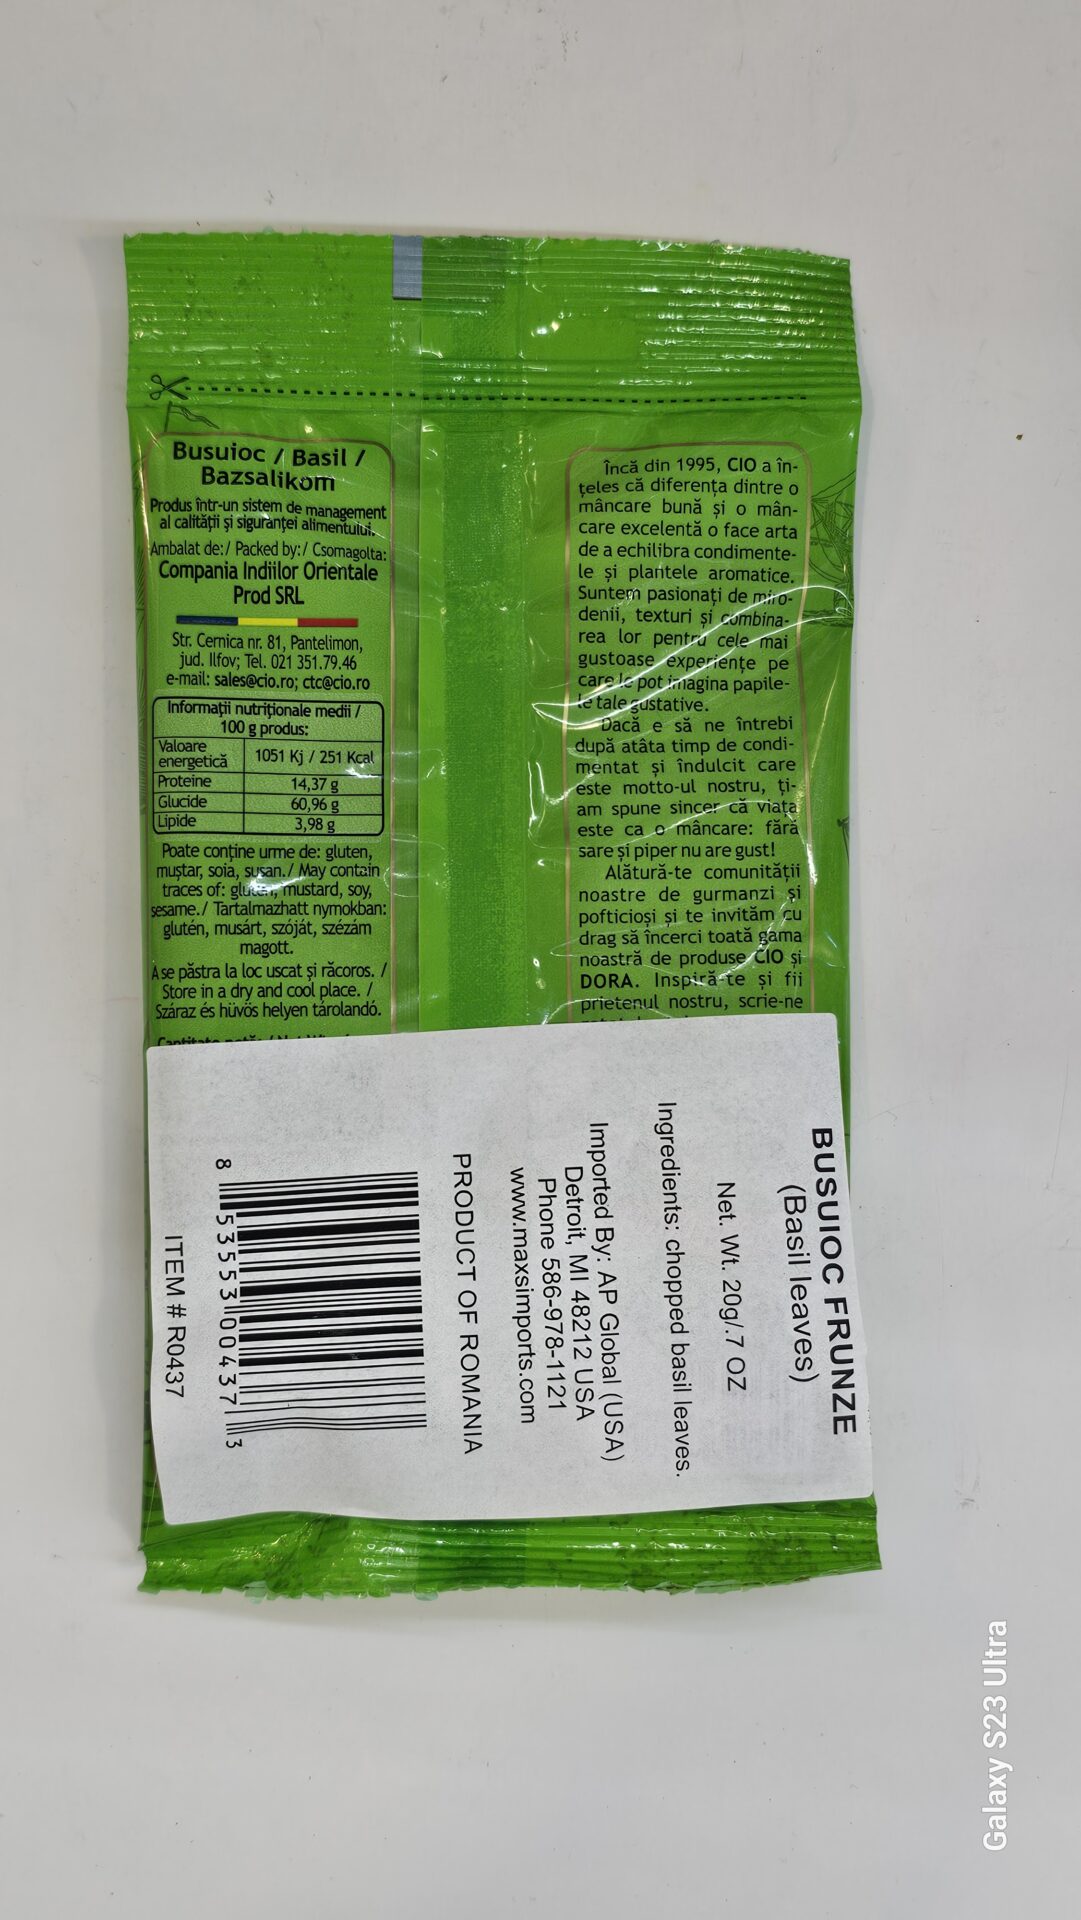 Busuioc / Basil /
Bazsalikom
Produs într-un sistem de management
al calității și siguranței alimentului.
Ambalat de:/ Packed by:/ Csomagolta:
Compania Indiilor Orientale
Prod SRL
Str. Cernica nr. 81, Pantelimon,
jud. Ilfov; Tel. 021 351.79.46
e-mail: sales@cio.ro; ctc@cio.ro
Informații nutriționale medii /
100 g produs:
Valoare
energetică 1051 Kj / 251 Kcal
Proteine 14,37 g
Glucide 60,96 g
Lipide 3,98 g
Poate conține urme de: gluten,
muștar, soia, susan./ May contain
traces of: gluten, mustard, soy,
sesame./ Tartalmazhatt nymokban:
glutén, musárt, szóját, szézám
magott.
A se păstra la loc uscat și răcoros. /
Store in a dry and cool place. /
Száraz és hüvös helyen tárolandó.
Încă din 1995, CIO a în-
țeles că diferența dintre o
mâncare bună și o mân-
care excelentă o face arta
de a echilibra condimente-
le și plantele aromatice.
Suntem pasionați de miro-
denii, texturi și combina-
rea lor pentru cele mai
gustoase experiențe pe
care le pot imagina papile-
le tale gustative.
Dacă e să ne întrebi
după atâta timp de condi-
mentat și îndulcit care
este motto-ul nostru, ți-
am spune sincer că viața
este ca o mâncare: fără
sare și piper nu are gust!
Alătură-te comunității
noastre de gurmanzi și
pofticioși și te invităm cu
drag să încerci toată gama
noastră de produse CIO și
DORA. Inspiră-te și fii
prietenul nostru, scrie-ne
BUSUIOC FRUNZE
(Basil leaves)
Net. Wt. 20g/.7 OZ
Ingredients: chopped basil leaves.
Imported By: AP Global (USA)
Detroit, MI 48212 USA
Phone 586-978-1121
www.maxsimports.com
PRODUCT OF ROMANIA
8 53553 00437 3
ITEM # R0437
Galaxy S23 Ultra